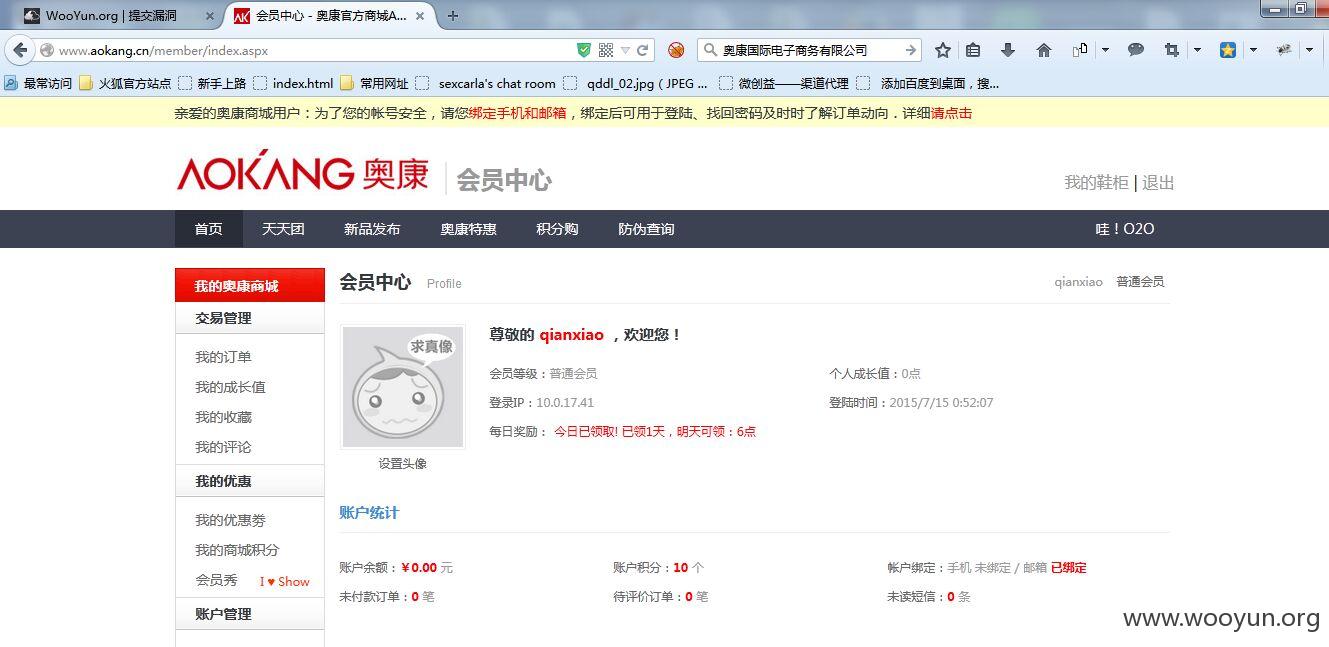 WooYun.org | 提交漏洞
会员中心 - 奥康官方商城A...
www.aokang.cn/member/index.aspx
奥康国际电子商务有限公司
最常访问 火狐官方站点 新手上路 index.html 常用网址 sexcarla's chat room qddl_02.jpg ( JPEG ... 微创益——渠道代理 添加百度到桌面，搜...
亲爱的奥康商城用户：为了您的帐号安全，请您绑定手机和邮箱，绑定后可用于登陆、找回密码及时时了解订单动向．详细请点击
AOKANG 奥康 会员中心
我的鞋柜 | 退出
首页 天天团 新品发布 奥康特惠 积分购 防伪查询 哇！O2O
我的奥康商城
交易管理
我的订单
我的成长值
我的收藏
我的评论
我的优惠
我的优惠劵
我的商城积分
会员秀 I ♥ Show
账户管理
会员中心 Profile
qianxiao 普通会员
求真像
设置头像
尊敬的 qianxiao ，欢迎您！
会员等级：普通会员 个人成长值：0点
登录IP：10.0.17.41 登陆时间：2015/7/15 0:52:07
每日奖励： 今日已领取! 已领1天，明天可领：6点
账户统计
账户余额：￥0.00 元 账户积分：10 个 帐户绑定：手机 未绑定 / 邮箱 已绑定
未付款订单：0 笔 待评价订单：0 笔 未读短信：0 条
www.wooyun.org